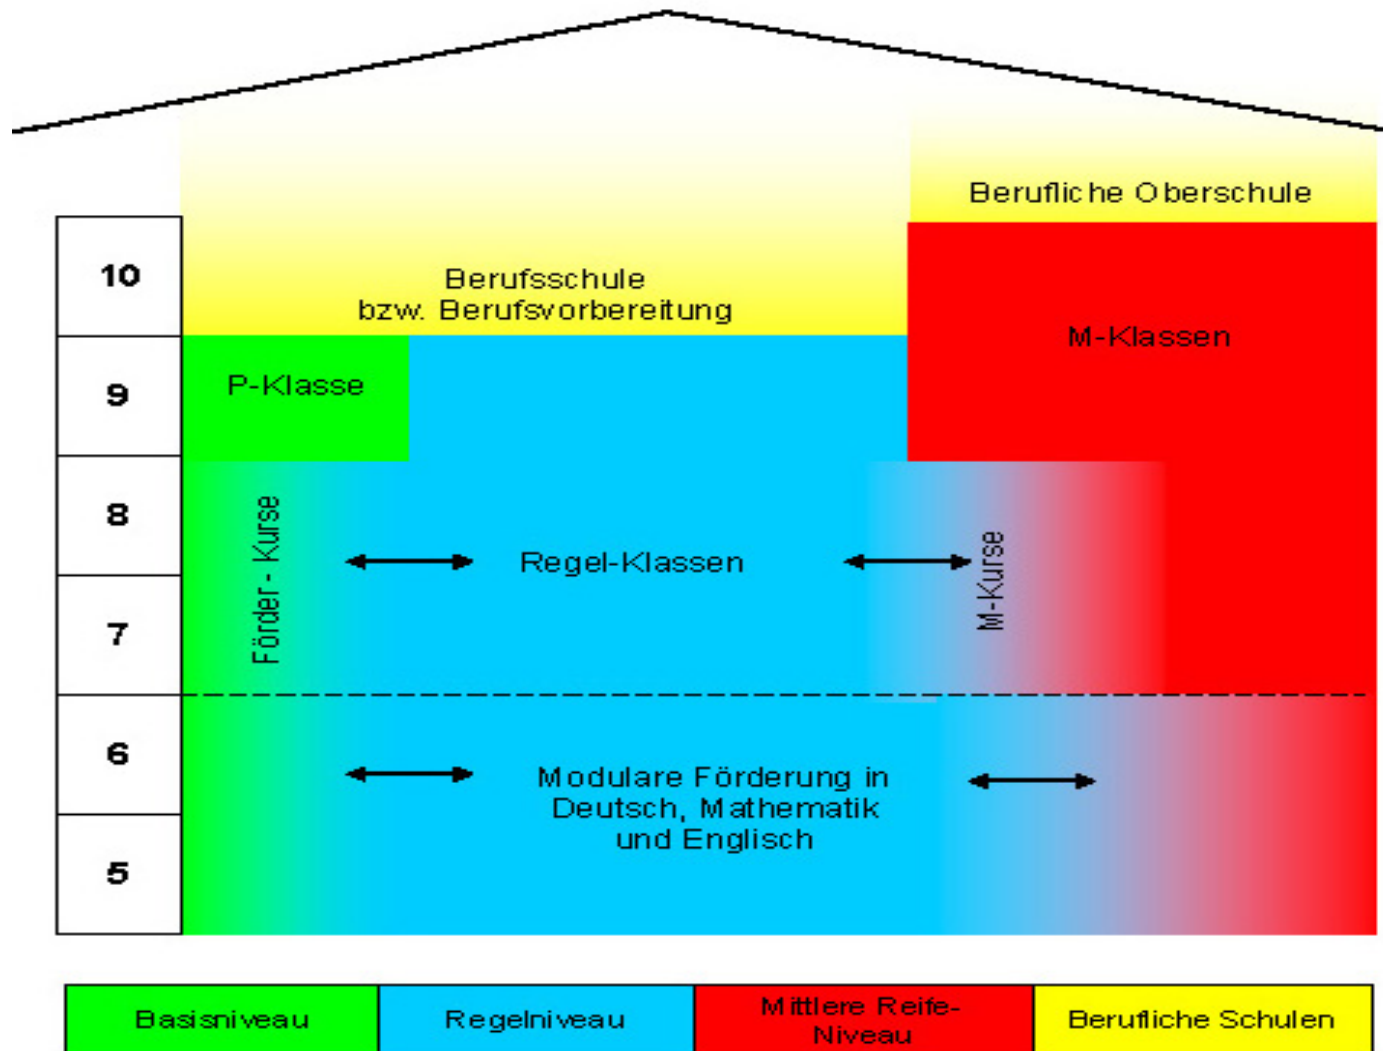 Berufliche Oberschule
10
Berufsschule
bzw. Berufsvorbereitung
M-Klassen
9
P-Klasse
8
Förder - Kurse
Regel-Klassen
M-Kurse
7
6
Modulare Förderung in
Deutsch, Mathematik
und Englisch
5
Basisniveau
Regelniveau
Mittlere Reife-
Niveau
Berufliche Schulen